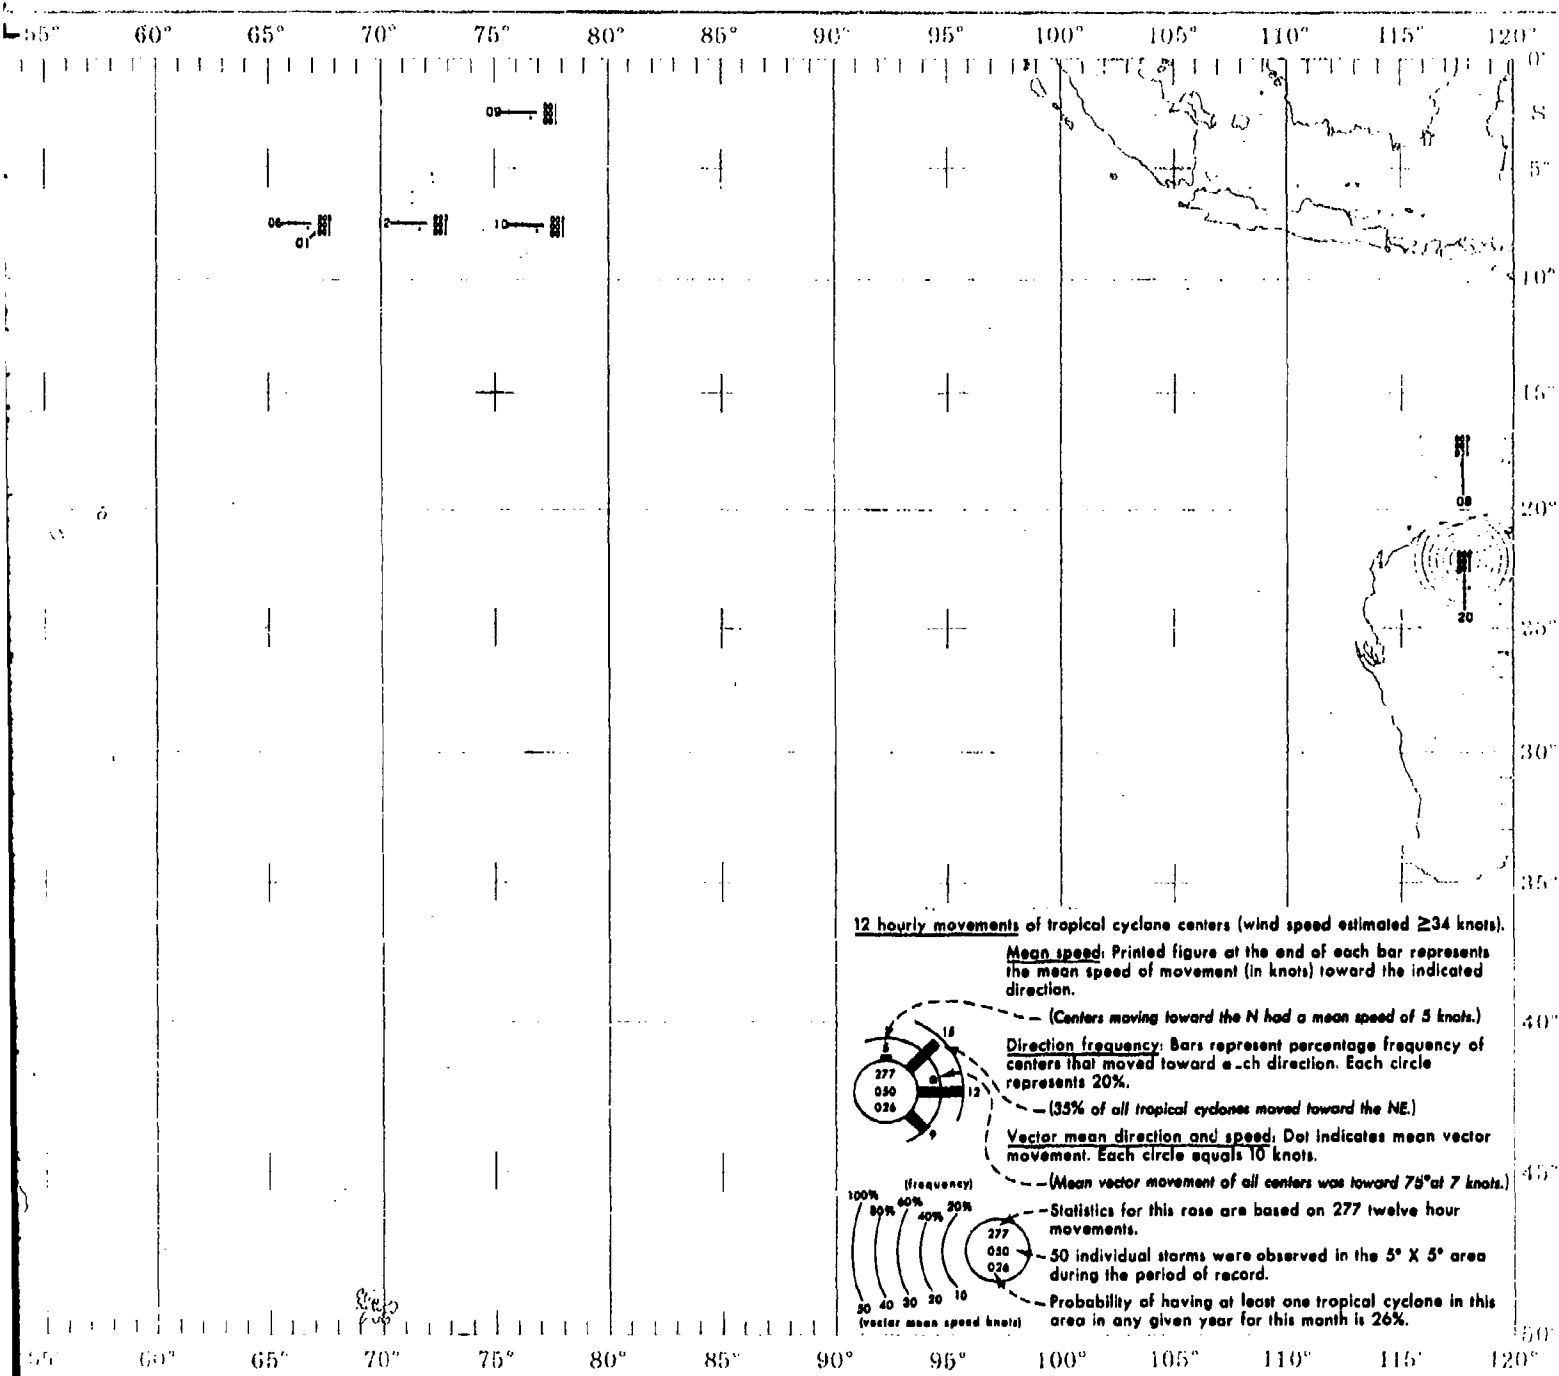 55° 60° 65° 70° 75° 80° 85° 90° 95° 100° 105° 110° 115° 120°
0°
09
S
5°
06 2 10
01
10°
15°
08
20°
20
25°
30°
35°
12 hourly movements of tropical cyclone centers (wind speed estimated ≥34 knots).
Mean speed: Printed figure at the end of each bar represents
the mean speed of movement (in knots) toward the indicated
direction.
(Centers moving toward the N had a mean speed of 5 knots.)
40°
Direction frequency: Bars represent percentage frequency of
centers that moved toward e_ch direction. Each circle
represents 20%.
(35% of all tropical cyclones moved toward the NE.)
5 15
277
050
026
12
9
Vector mean direction and speed: Dot indicates mean vector
movement. Each circle equals 10 knots.
(Mean vector movement of all centers was toward 75° at 7 knots.)
45°
(frequency)
100% 80% 60% 40% 20%
277
050
026
50 40 30 20 10
(vector mean speed knots)
Statistics for this rose are based on 277 twelve hour
movements.
50 individual storms were observed in the 5° X 5° area
during the period of record.
Probability of having at least one tropical cyclone in this
area in any given year for this month is 26%.
50°
55° 60° 65° 70° 75° 80° 85° 90° 95° 100° 105° 110° 115° 120°